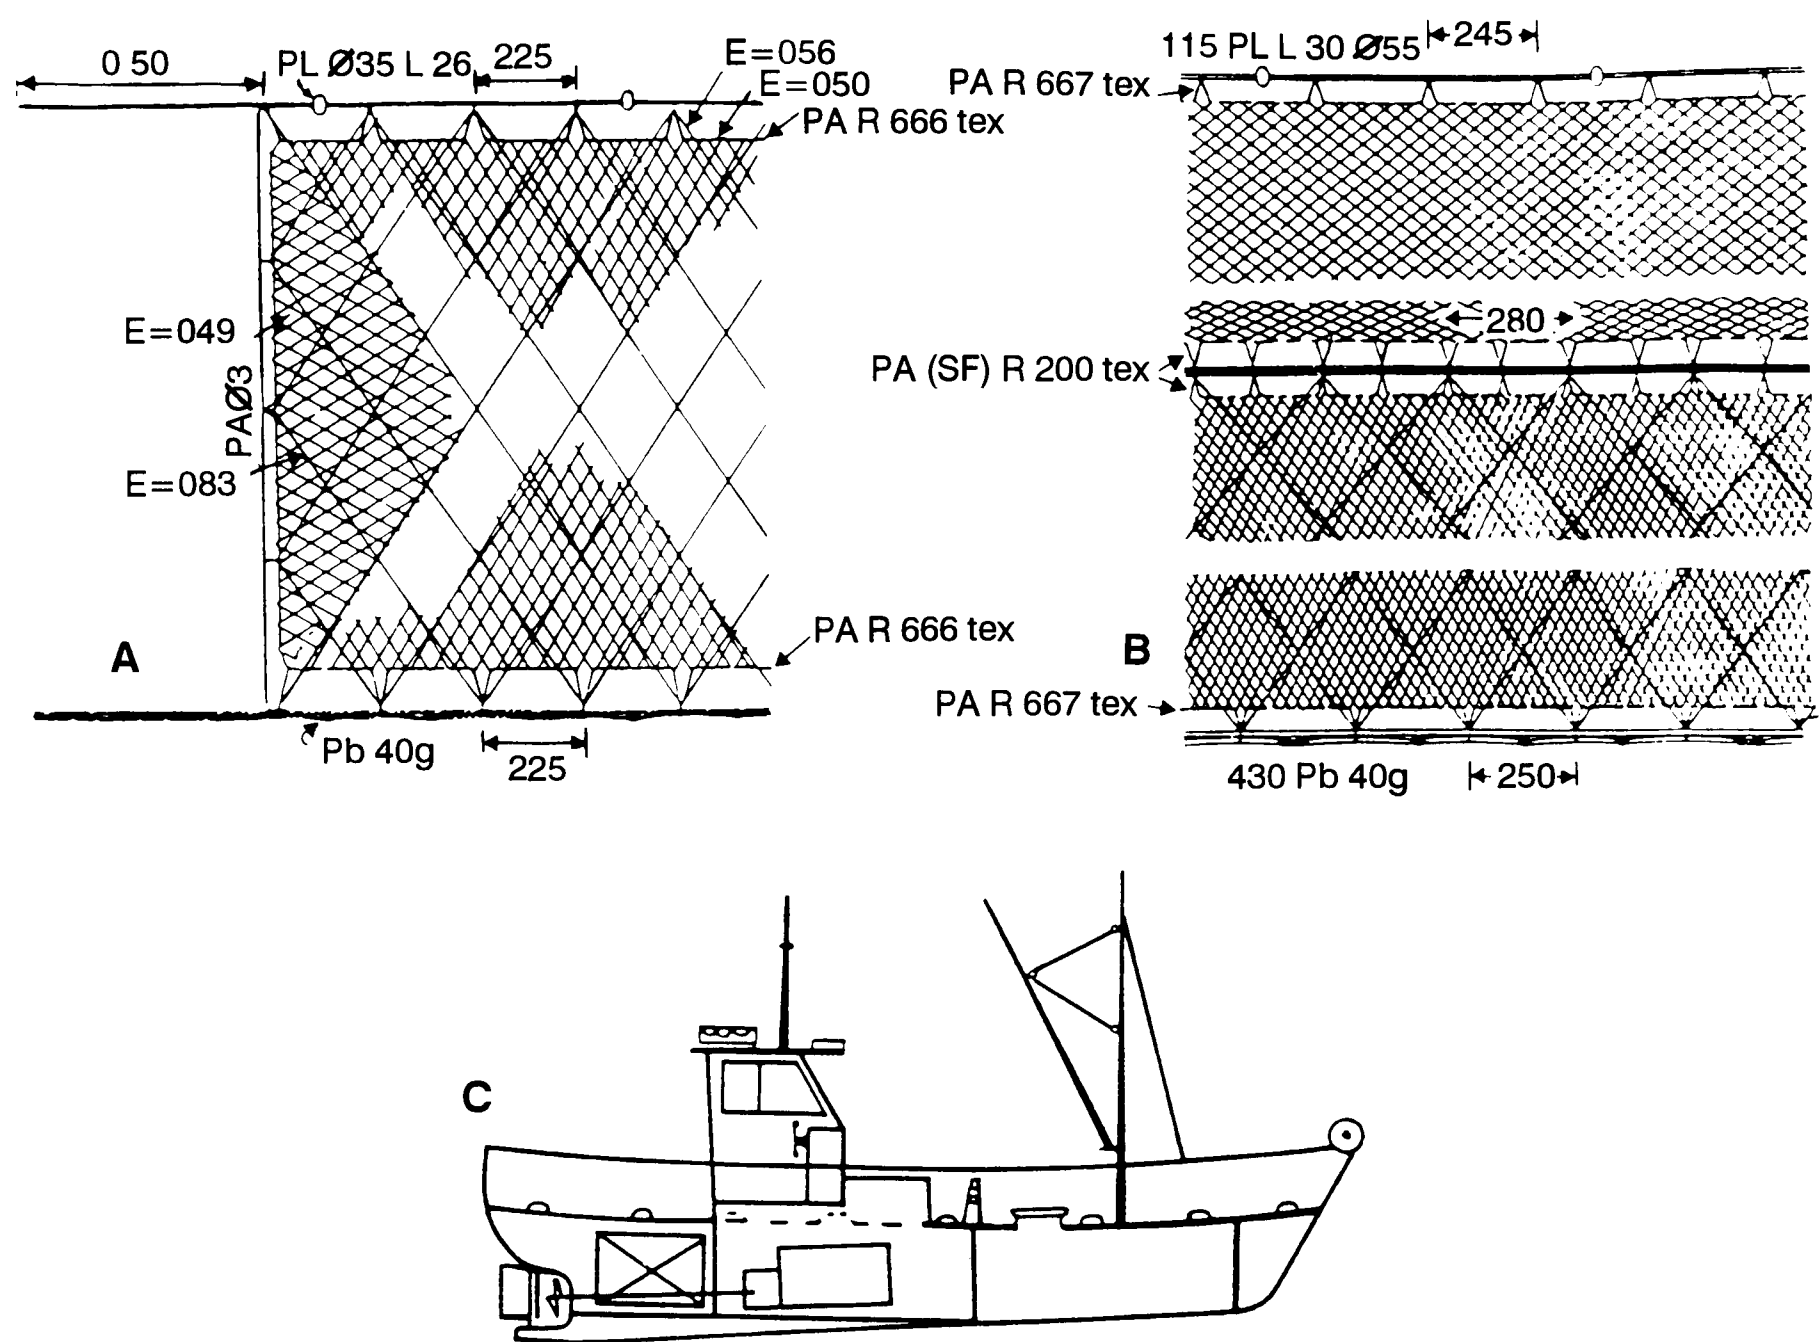 0 50
PL Ø35 L 26
225
E=056
E=050
PA R 666 tex
E=049
PAØ3
E=083
PA R 666 tex
A
Pb 40g
225
115 PL L 30 Ø55
245
PA R 667 tex
280
PA (SF) R 200 tex
B
PA R 667 tex
430 Pb 40g
250
C